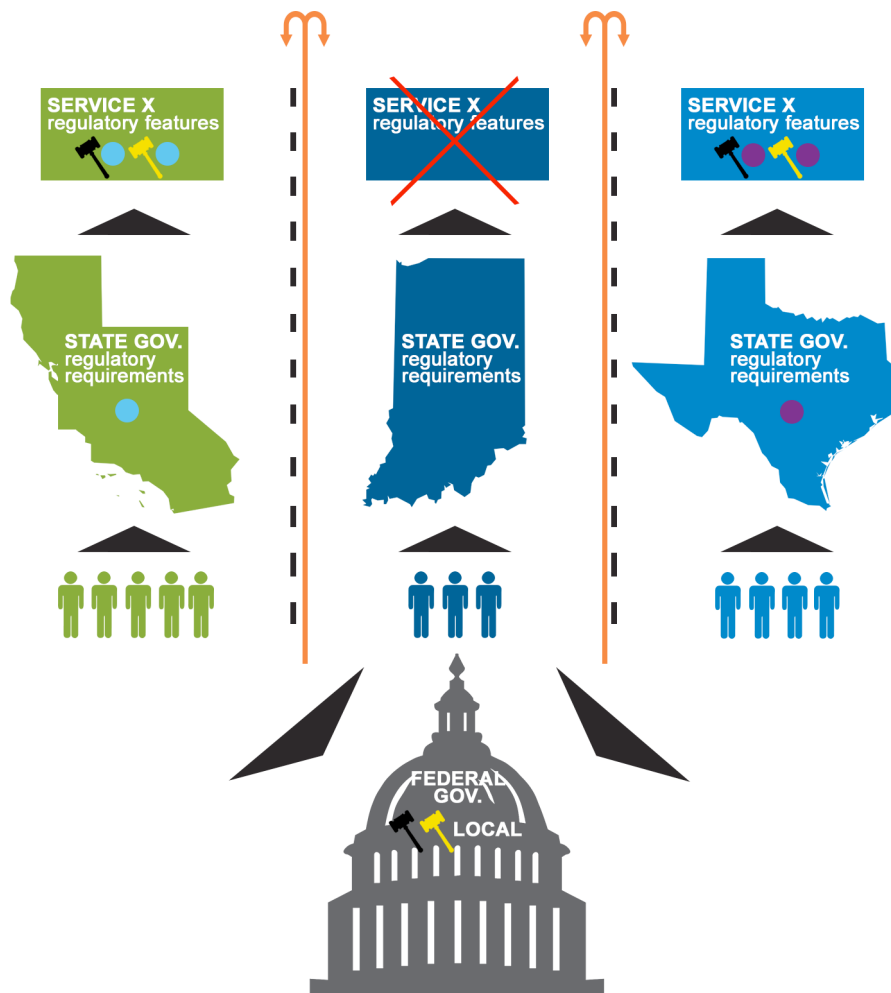 SERVICE X
regulatory features
SERVICE X
regulatory features
SERVICE X
regulatory features
STATE GOV.
regulatory
requirements
STATE GOV.
regulatory
requirements
STATE GOV.
regulatory
requirements
FEDERAL
GOV.
LOCAL